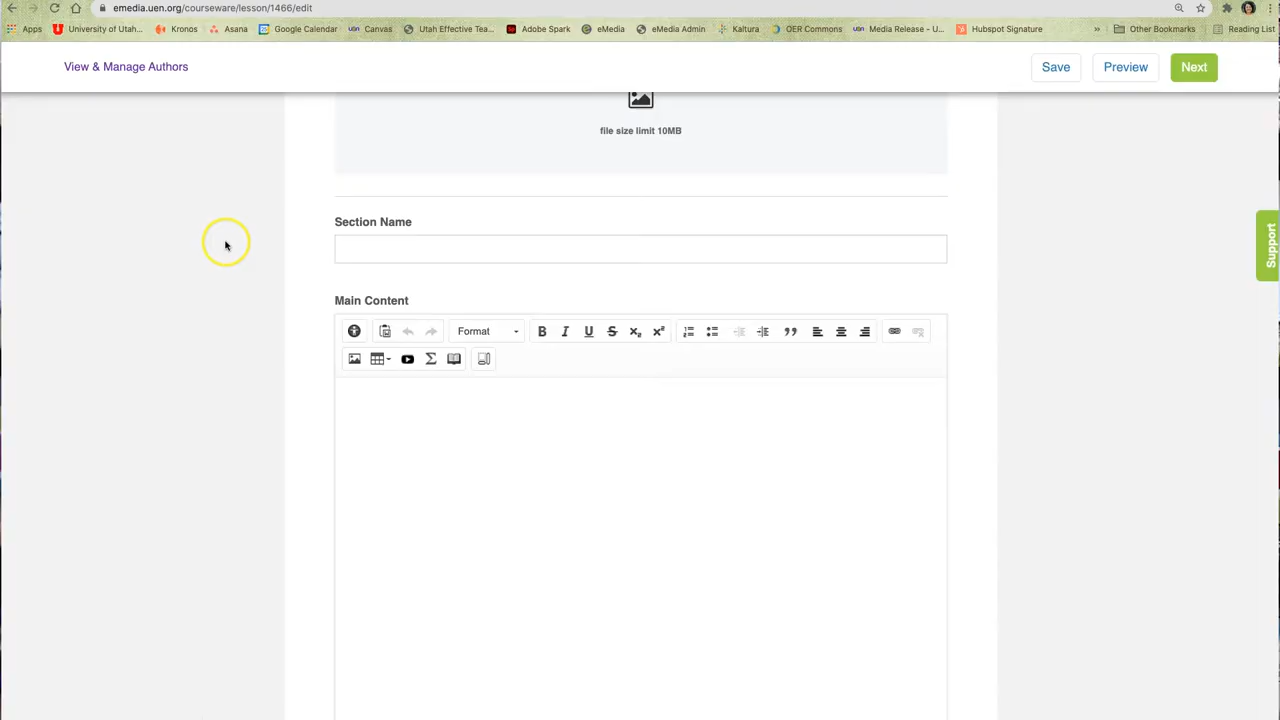 emedia.uen.org/courseware/lesson/1466/edit
Apps University of Utah... Kronos Asana Google Calendar Canvas Utah Effective Tea... Adobe Spark eMedia eMedia Admin Kaltura OER Commons Media Release - U... Hubspot Signature » Other Bookmarks Reading List
View & Manage Authors Save Preview Next
file size limit 10MB
Section Name
Support
Main Content
Format